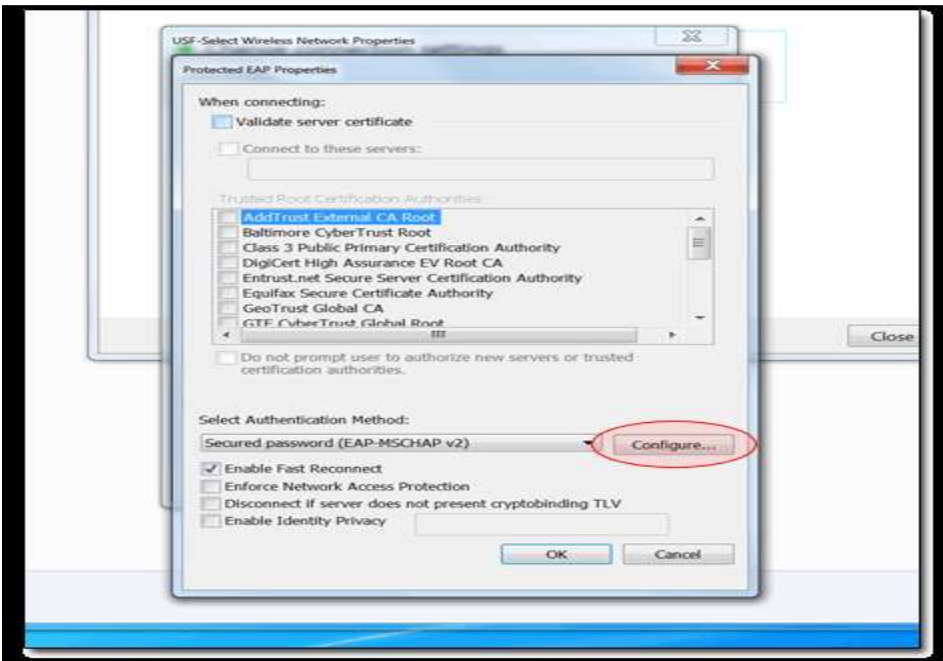 USF-Select Wireless Network Properties
Protected EAP Properties
When connecting:
Validate server certificate
Connect to these servers:
Trusted Root Certification Authorities:
AddTrust External CA Root
Baltimore CyberTrust Root
Class 3 Public Primary Certification Authority
DigiCert High Assurance EV Root CA
Entrust.net Secure Server Certification Authority
Equifax Secure Certificate Authority
GeoTrust Global CA
GTE CyberTrust Global Root
Close
Do not prompt user to authorize new servers or trusted
certification authorities.
Select Authentication Method:
Secured password (EAP-MSCHAP v2)
Configure...
Enable Fast Reconnect
Enforce Network Access Protection
Disconnect if server does not present cryptobinding TLV
Enable Identity Privacy
OK
Cancel